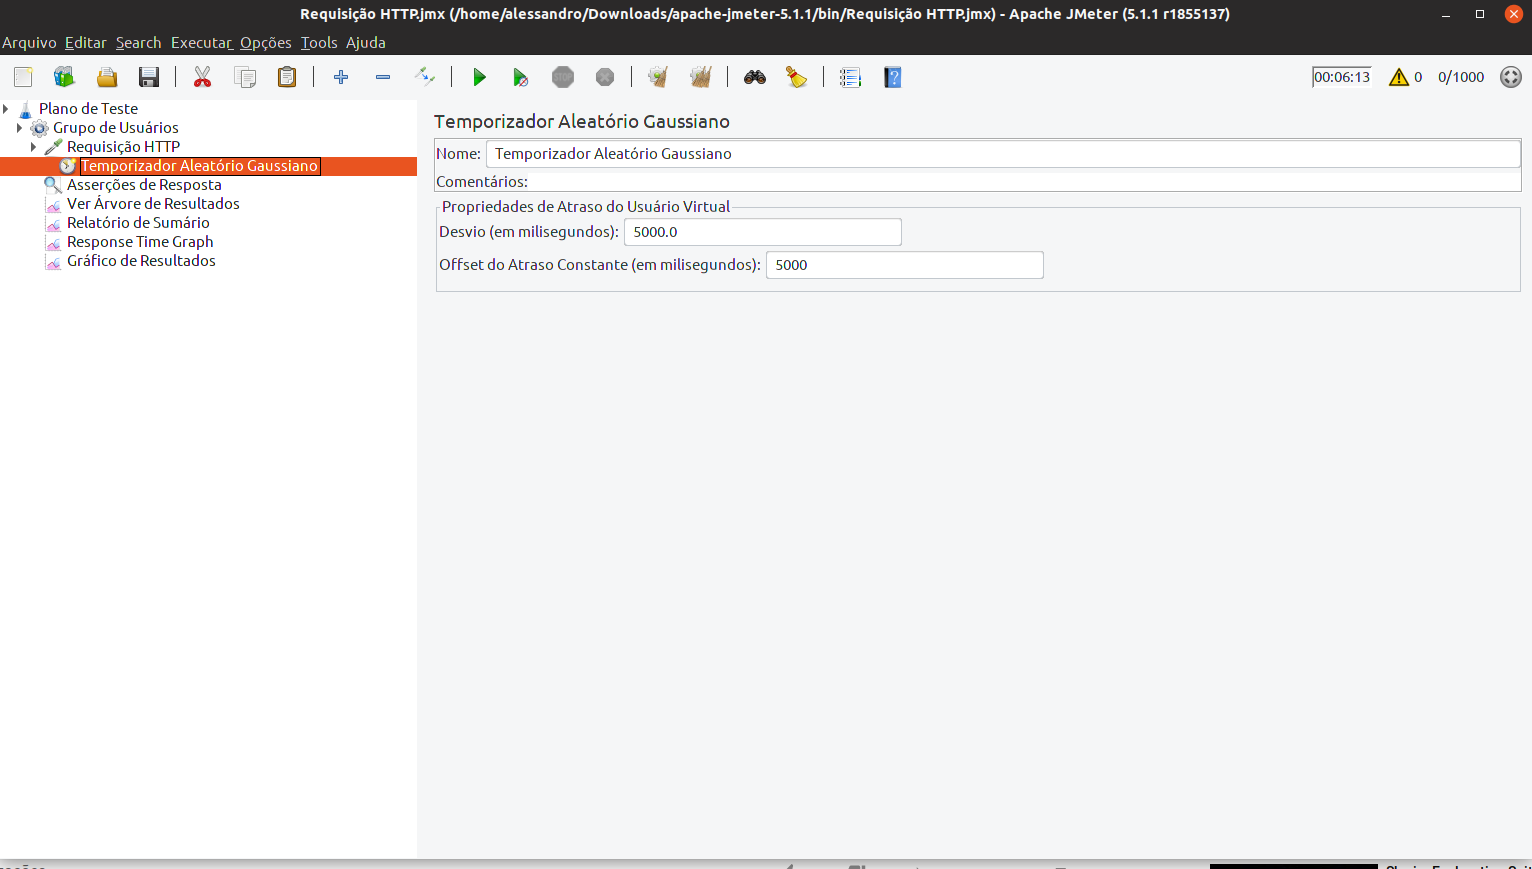 Requisição HTTP.jmx (/home/alessandro/Downloads/apache-jmeter-5.1.1/bin/Requisição HTTP.jmx) - Apache JMeter (5.1.1 r1855137)
Arquivo Editar Search Executar Opções Tools Ajuda
STOP 00:06:13 0 0/1000
Plano de Teste
Grupo de Usuários
Requisição HTTP
Temporizador Aleatório Gaussiano
Asserções de Resposta
Ver Árvore de Resultados
Relatório de Sumário
Response Time Graph
Gráfico de Resultados
Temporizador Aleatório Gaussiano
Nome: Temporizador Aleatório Gaussiano
Comentários:
Propriedades de Atraso do Usuário Virtual
Desvio (em milisegundos): 5000.0
Offset do Atraso Constante (em milisegundos): 5000